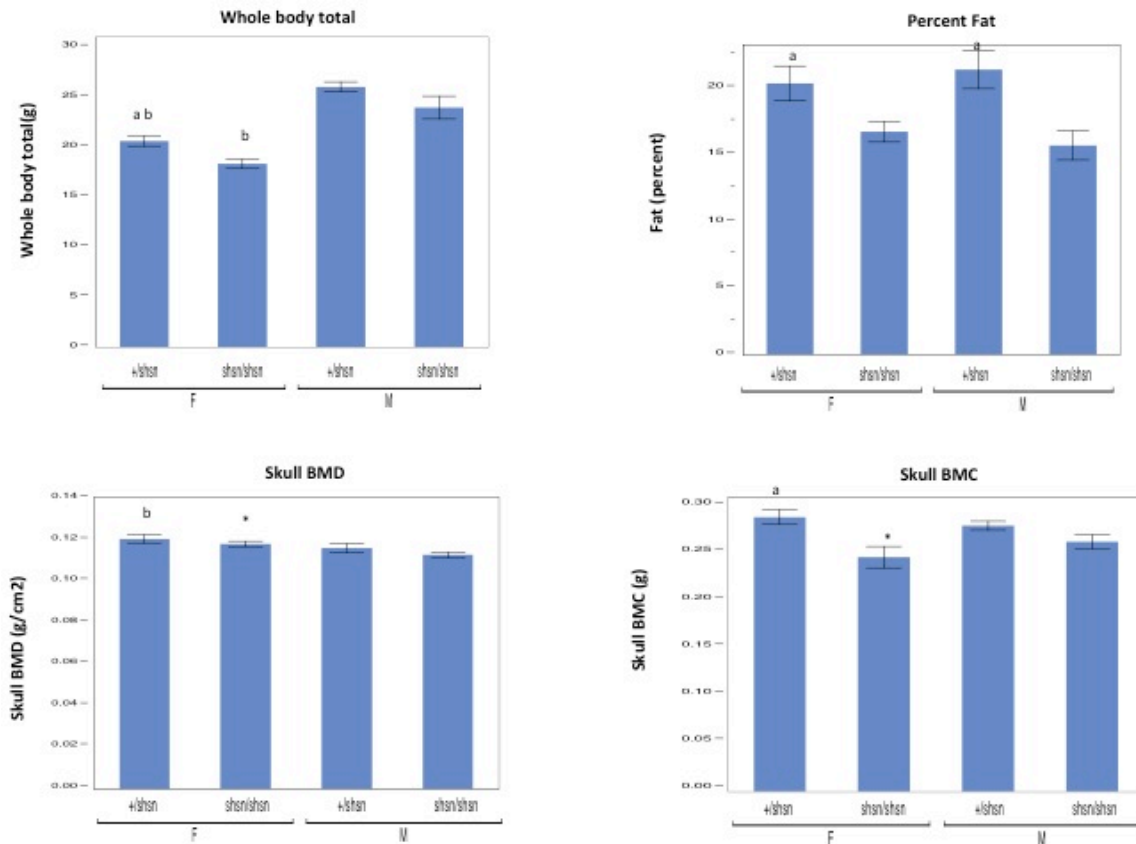 Whole body total
Whole body total(g)
30
25
20
15
10
5
0
a b
b
+/shsn
shsn/shsn
+/shsn
shsn/shsn
F
M
Percent Fat
Fat (percent)
20
15
10
5
0
a
a
+/shsn
shsn/shsn
+/shsn
shsn/shsn
F
M
Skull BMD
Skull BMD (g/cm2)
0.14
0.12
0.10
0.08
0.06
0.04
0.02
0.00
b
*
+/shsn
shsn/shsn
+/shsn
shsn/shsn
F
M
Skull BMC
Skull BMC (g)
0.30
0.25
0.20
0.15
0.10
0.05
0.00
a
*
+/shsn
shsn/shsn
+/shsn
shsn/shsn
F
M